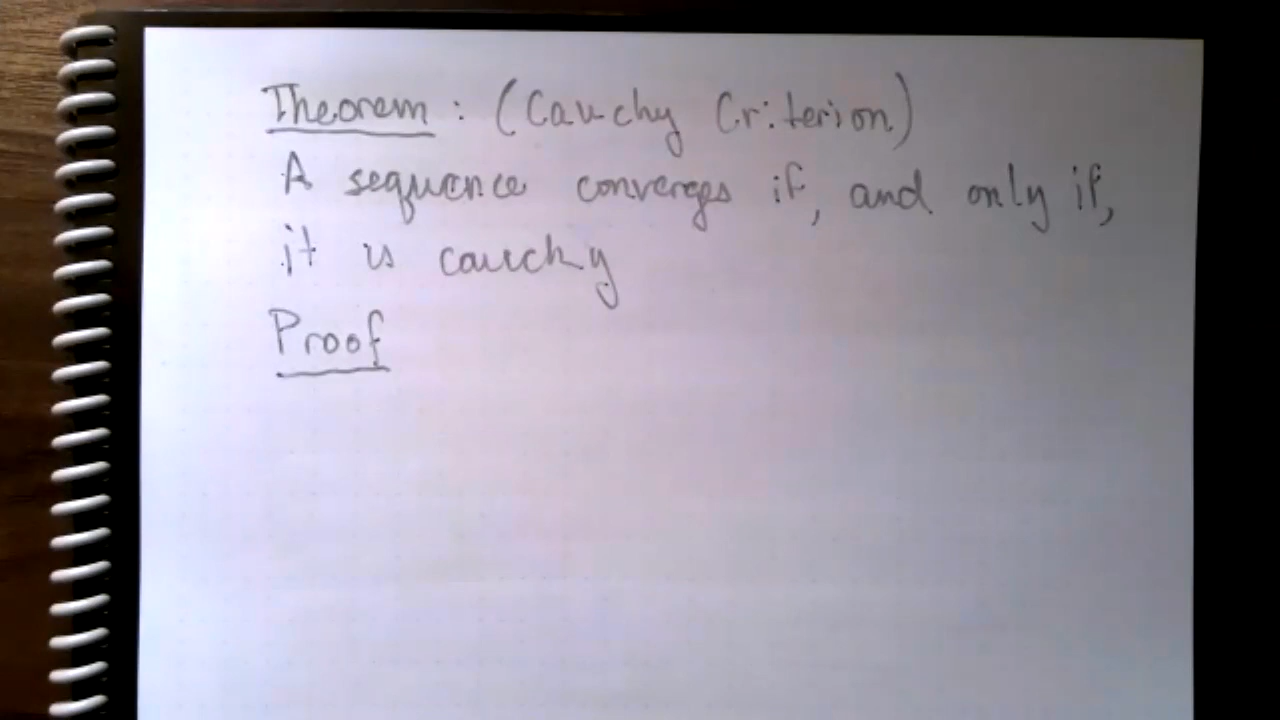 Theorem : (Cauchy Criterion)
A sequence converges if, and only if,
it is cauchy
Proof